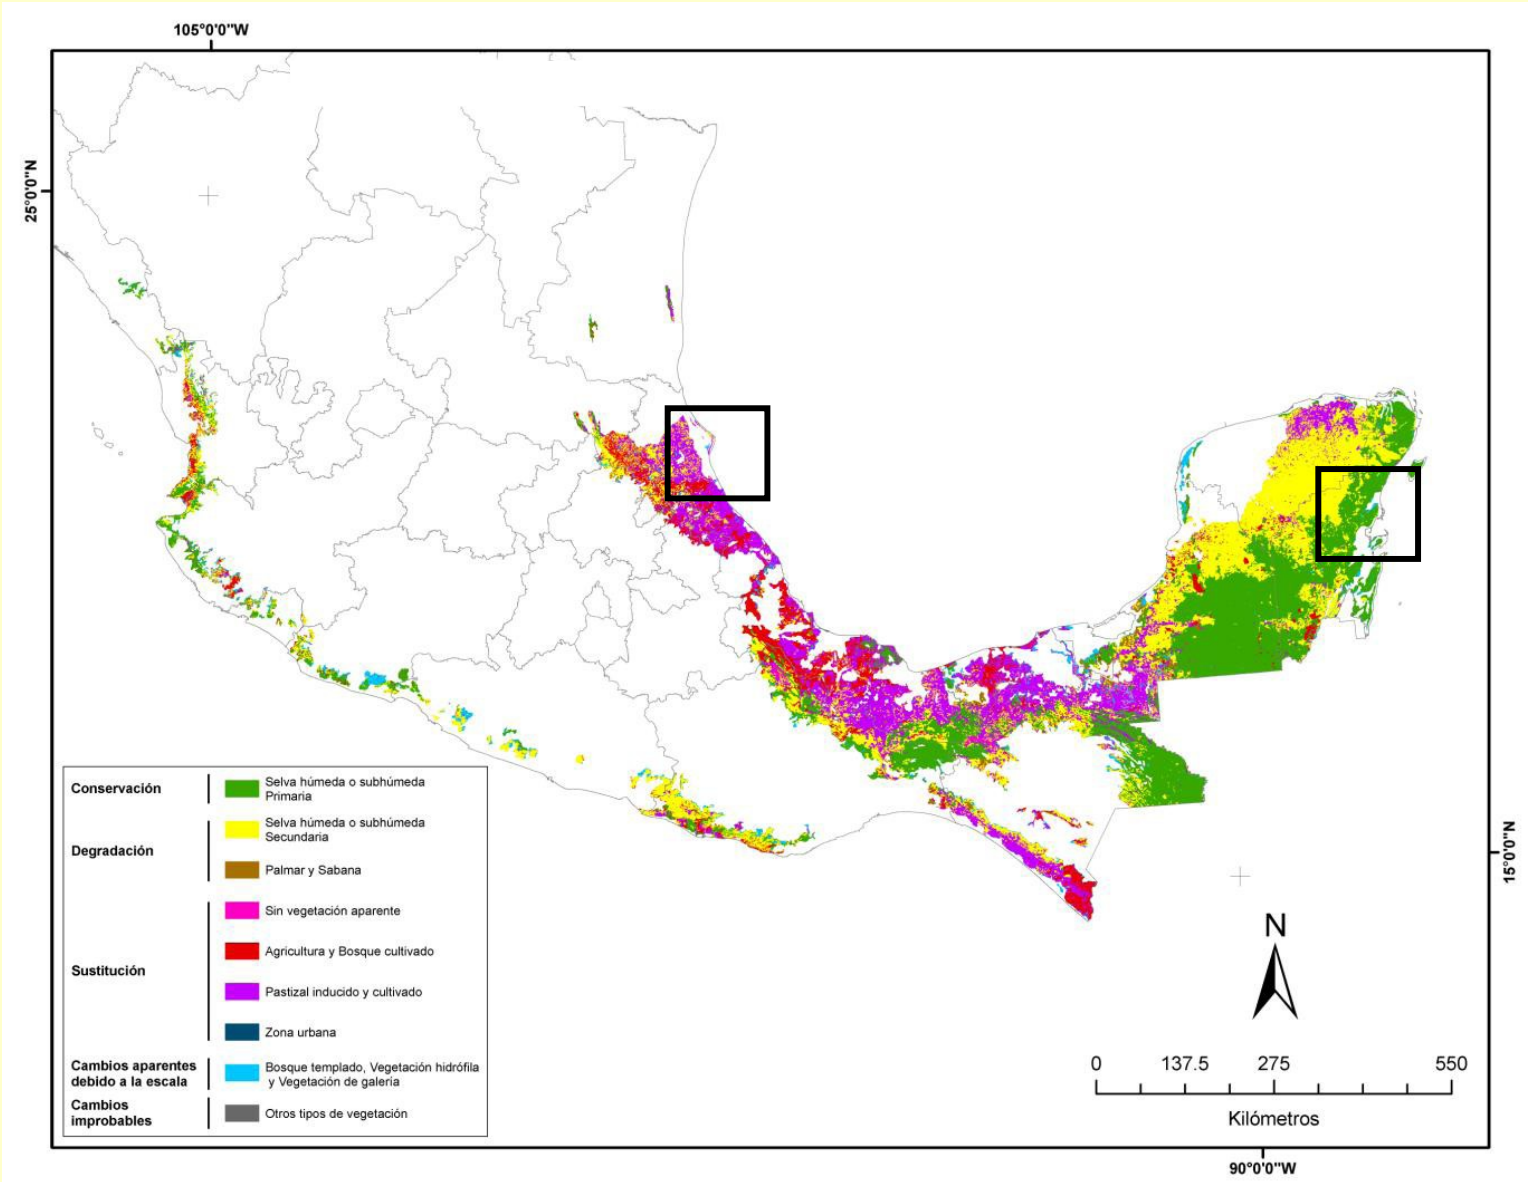 105°0'0"W
25°0'0"N
Conservación
Selva húmeda o subhúmeda
Primaria
Degradación
Selva húmeda o subhúmeda
Secundaria
Palmar y Sabana
Sustitución
Sin vegetación aparente
Agricultura y Bosque cultivado
Pastizal inducido y cultivado
Zona urbana
Cambios aparentes
debido a la escala
Bosque templado, Vegetación hidrófila
y Vegetación de galería
Cambios
improbables
Otros tipos de vegetación
15°0'0"N
N
0 137.5 275 550
Kilómetros
90°0'0"W